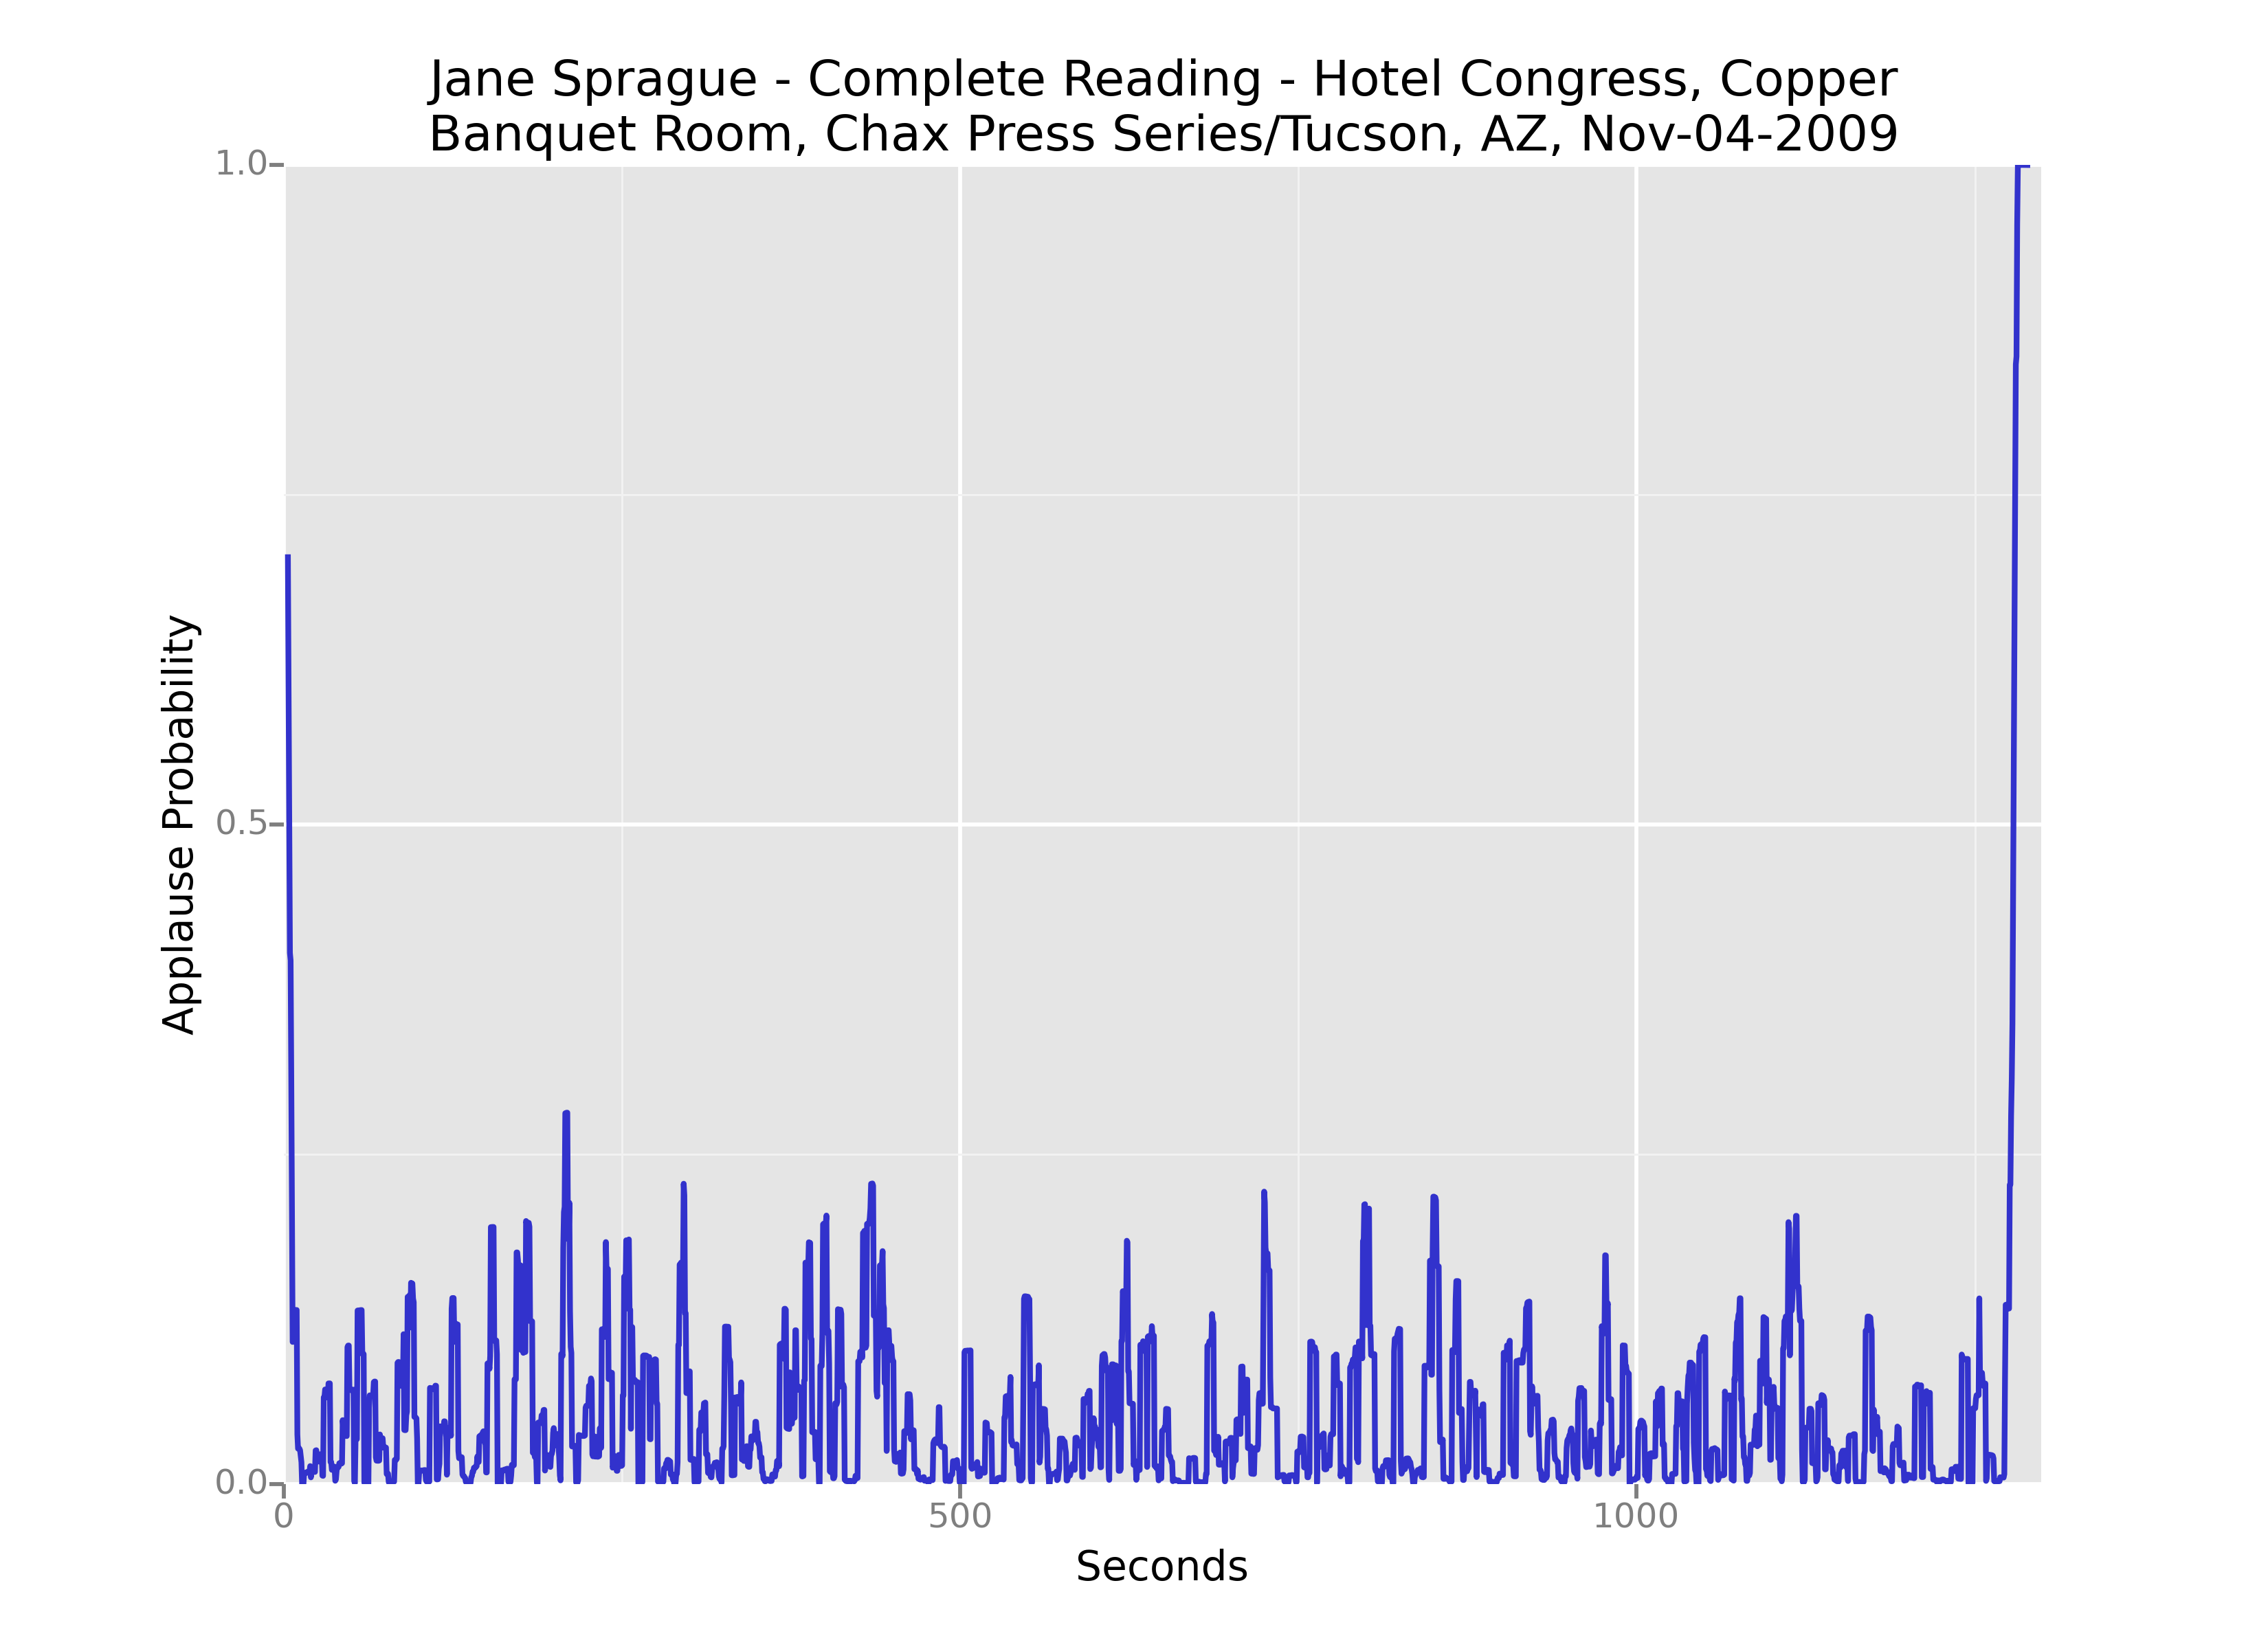 Jane Sprague - Complete Reading - Hotel Congress, Copper
Banquet Room, Chax Press Series/Tucson, AZ, Nov-04-2009
1.0
0.5
0.0
Applause Probability
0
500
1000
Seconds